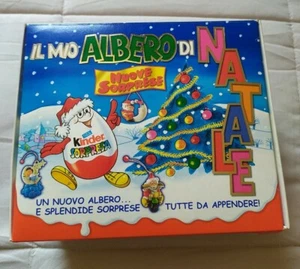 IL MIO ALBERO DI
NATALE
NUOVE
SORPRESE
Kinder
SORPRESA
UN NUOVO ALBERO...
E SPLENDIDE SORPRESE TUTTE DA APPENDERE!